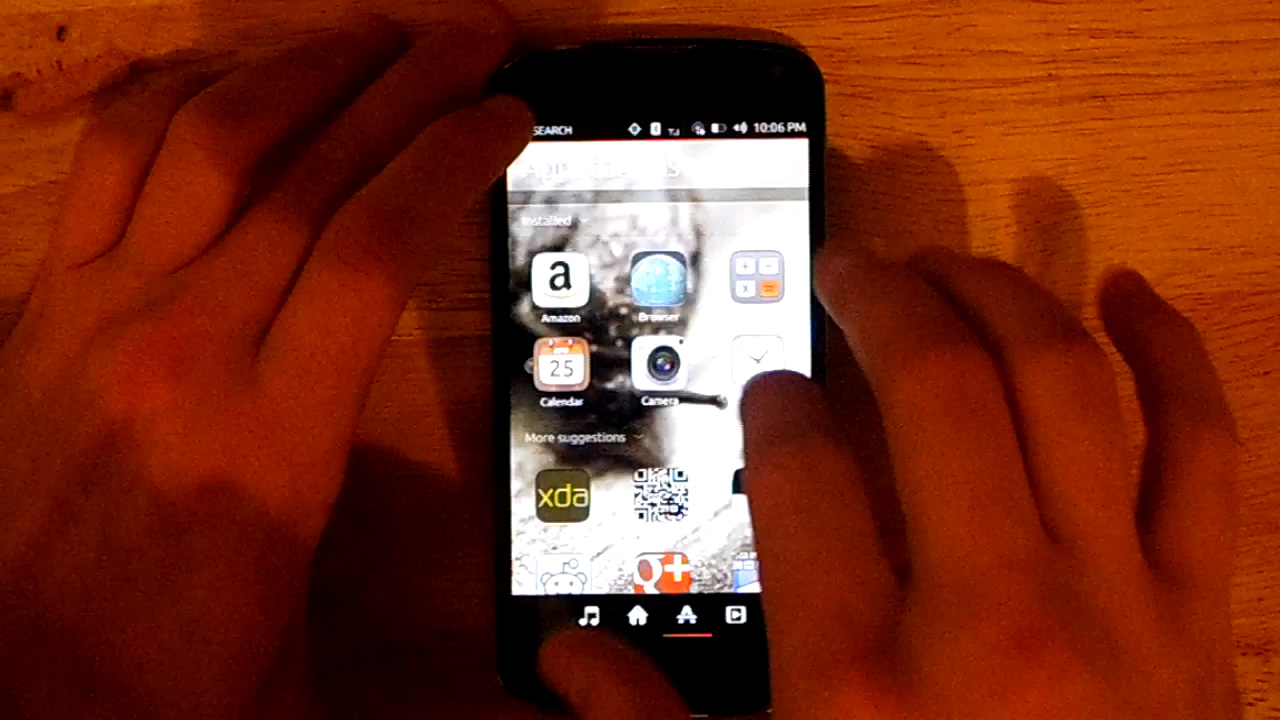 SEARCH 10:06 PM
Installed
a
Amazon Browser
25
Calendar Camera
More suggestions
xda
g+